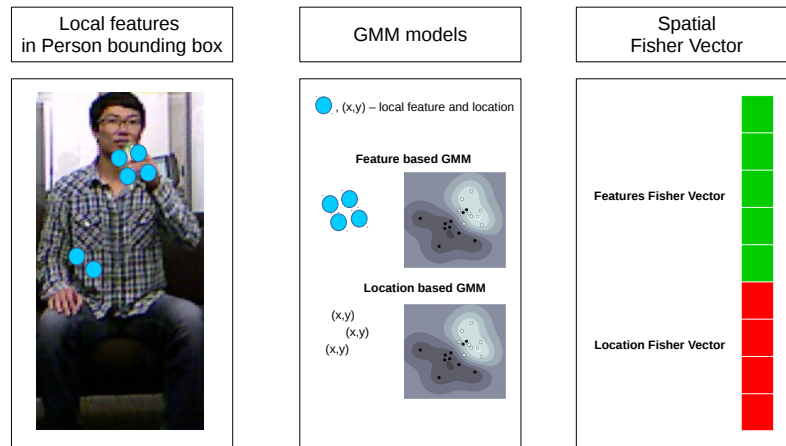 Local features
in Person bounding box
GMM models
Spatial
Fisher Vector
, (x,y) – local feature and location
Feature based GMM
Location based GMM
(x,y)
(x,y)
(x,y)
Features Fisher Vector
Location Fisher Vector